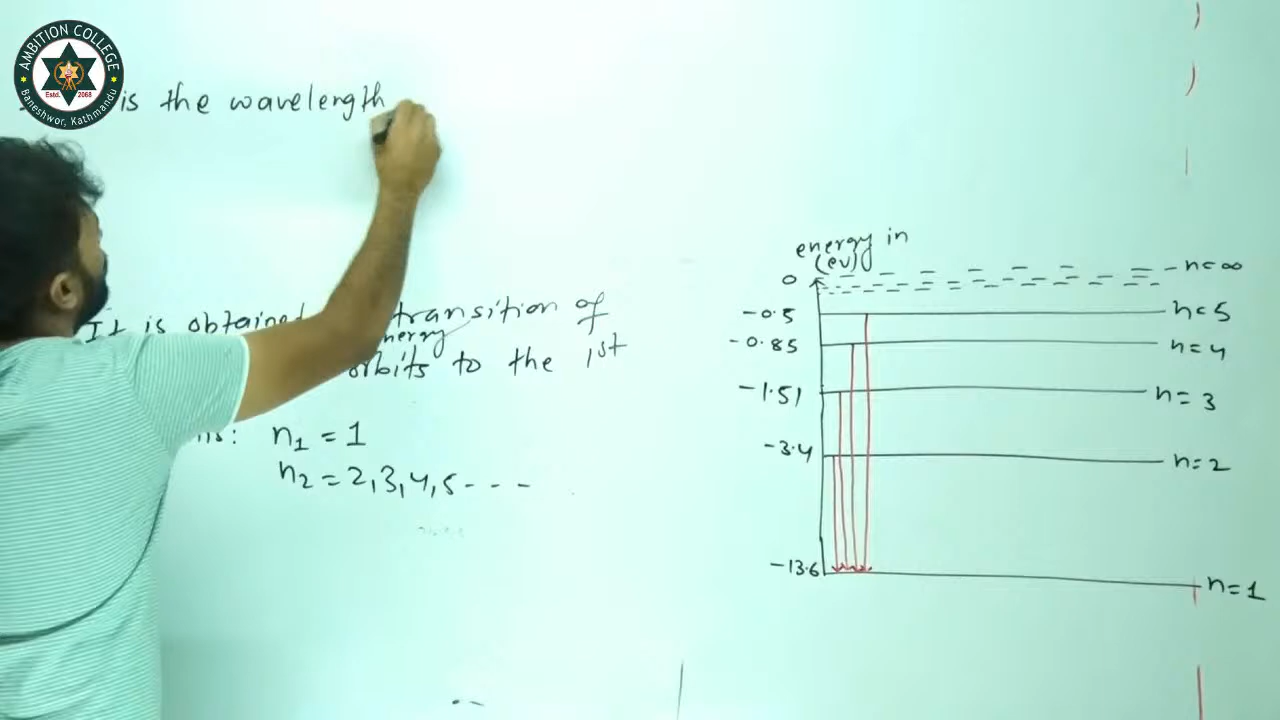 AMBITION COLLEGE
Estd. 2068
Baneshwor, Kathmandu
is the wavelength
It is obtained transition of
energy
orbits to the 1st
n₁ = 1
n₂ = 2,3,4,5 - - -
energy in
(ev)
0 n=∞
-0.5 n=5
-0.85 n=4
-1.51 n=3
-3.4 n=2
-13.6 n=1